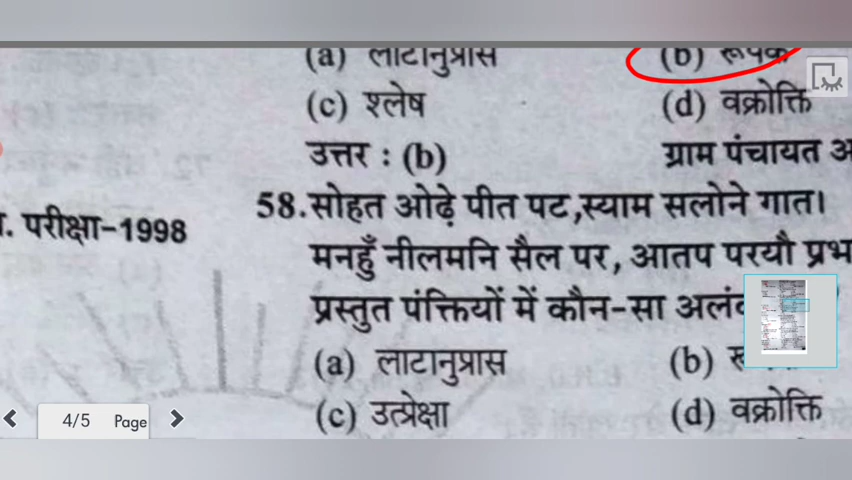 (a) लाटानुप्रास (b) रूपक
(c) श्लेष (d) वक्रोक्ति
उत्तर : (b) ग्राम पंचायत
. परीक्षा-1998
58. सोहत ओढ़े पीत पट,स्याम सलोने गात।
मनहुँ नीलमनि सैल पर, आतप परयौ
प्रस्तुत पंक्तियों में कौन-सा
(a) लाटानुप्रास (b)
(c) उत्प्रेक्षा (d) वक्रोक्ति
4/5 Page